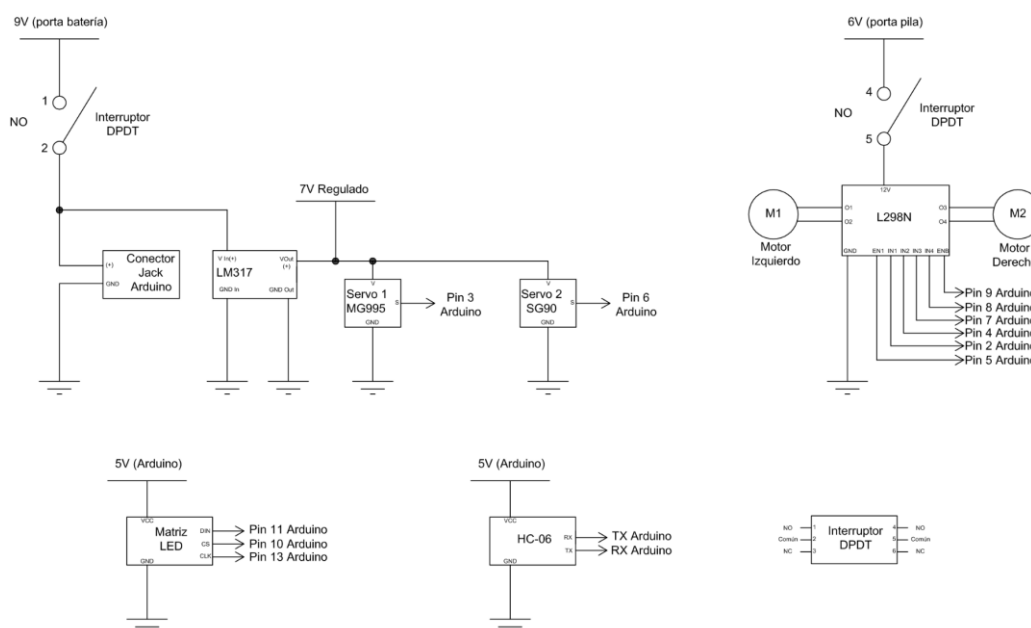 9V (porta batería)
1
NO
Interruptor
DPDT
2
7V Regulado
Conector
Jack
Arduino
(+)
GND
V In(+)
VOut
(+)
LM317
GND In
GND Out
V
Servo 1
MG995
S
GND
Pin 3
Arduino
V
Servo 2
SG90
S
GND
Pin 6
Arduino
6V (porta pila)
4
NO
Interruptor
DPDT
5
12V
M1
Motor
Izquierdo
O1
O2
L298N
O3
O4
M2
Motor
Derech
GND
EN1
IN1
IN2
IN3
IN4
ENB
Pin 9 Arduino
Pin 8 Arduino
Pin 7 Arduino
Pin 4 Arduino
Pin 2 Arduino
Pin 5 Arduino
5V (Arduino)
VCC
Matriz
LED
DIN
CS
CLK
GND
Pin 11 Arduino
Pin 10 Arduino
Pin 13 Arduino
5V (Arduino)
VCC
HC-06
RX
TX
GND
TX Arduino
RX Arduino
NO 1 Interruptor 4 NO
Común 2 DPDT 5 Común
NC 3 6 NC